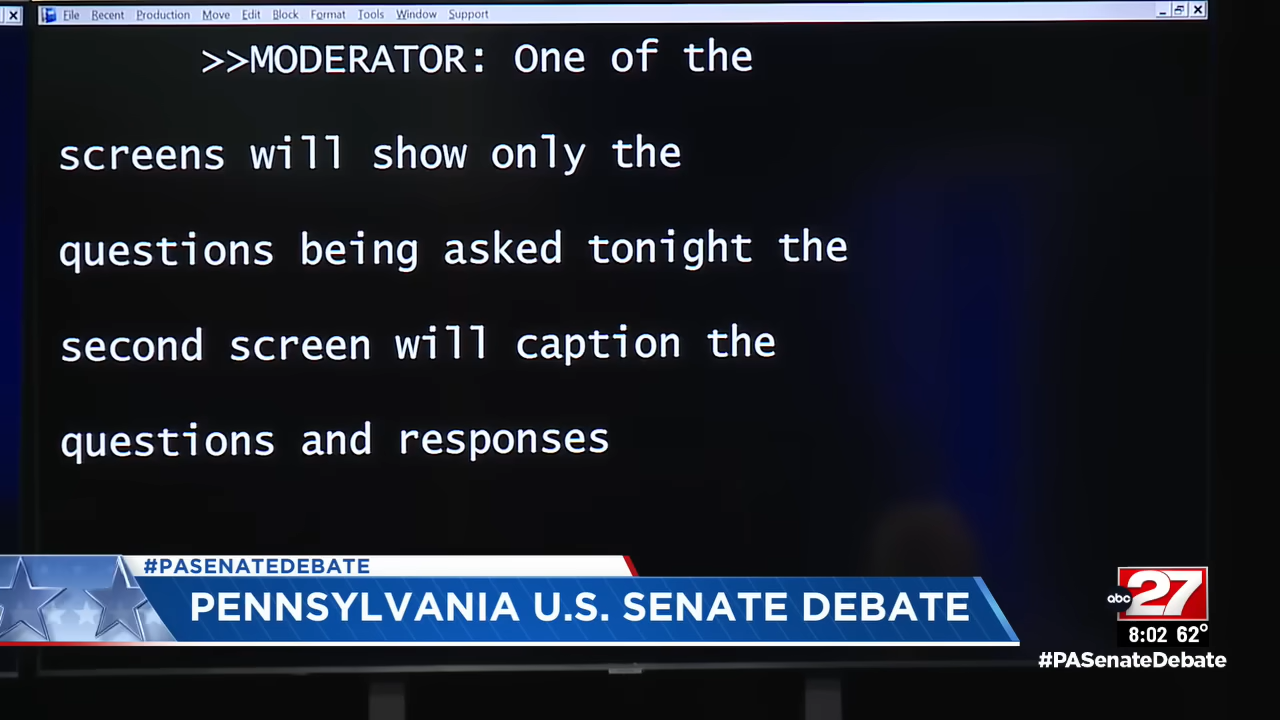 File Recent Production Move Edit Block Format Tools Window Support
>>MODERATOR: One of the
screens will show only the
questions being asked tonight the
second screen will caption the
questions and responses
#PASENATEDEBATE
PENNSYLVANIA U.S. SENATE DEBATE
abc 27
8:02 62°
#PASenateDebate